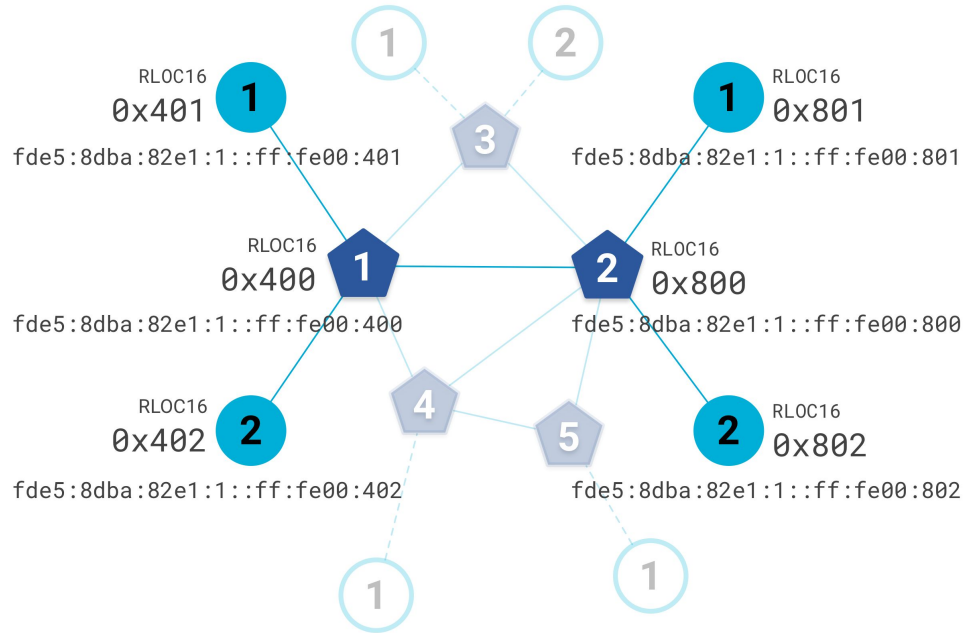 1
2
RLOC16
0x401
1
fde5:8dba:82e1:1::ff:fe00:401
3
1
RLOC16
0x801
fde5:8dba:82e1:1::ff:fe00:801
RLOC16
0x400
1
fde5:8dba:82e1:1::ff:fe00:400
2
RLOC16
0x800
fde5:8dba:82e1:1::ff:fe00:800
RLOC16
0x402
2
fde5:8dba:82e1:1::ff:fe00:402
4
5
2
RLOC16
0x802
fde5:8dba:82e1:1::ff:fe00:802
1
1